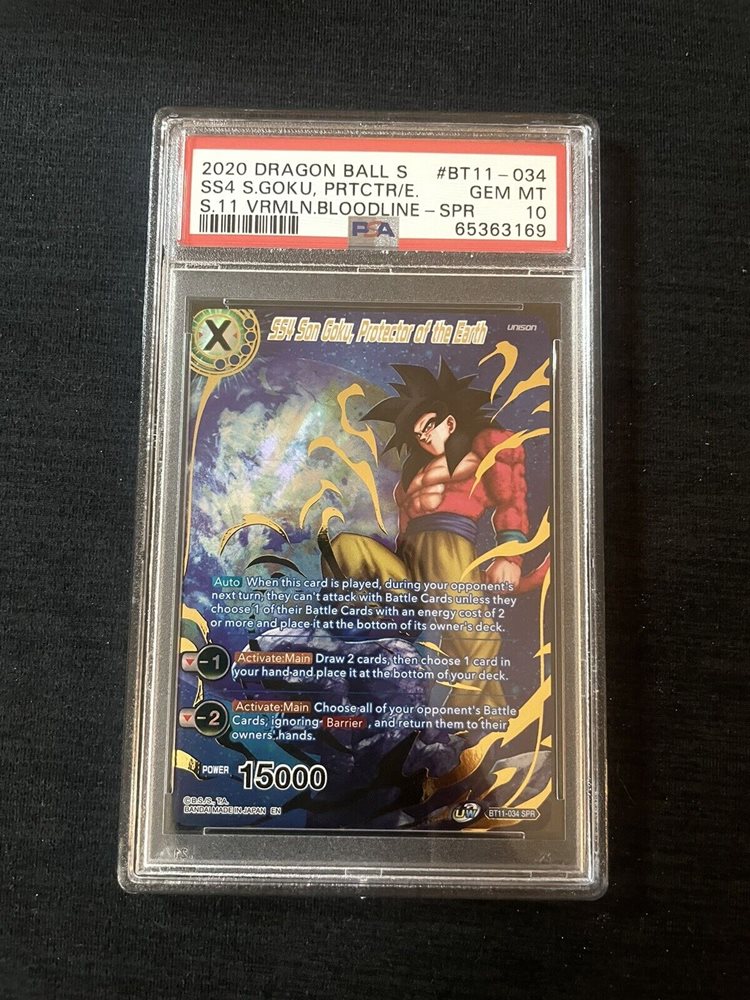 2020 DRAGON BALL S #BT11-034
SS4 S.GOKU, PRTCTR/E. GEM MT
S.11 VRMLN.BLOODLINE-SPR 10
PSA 65363169
X SS4 Son Goku, Protector of the Earth UNISON
Auto When this card is played, during your opponent's
next turn, they can't attack with Battle Cards unless they
choose 1 of their Battle Cards with an energy cost of 2
or more and place it at the bottom of its owner's deck.
-1 Activate:Main Draw 2 cards, then choose 1 card in
your hand and place it at the bottom of your deck.
-2 Activate:Main Choose all of your opponent's Battle
Cards, ignoring Barrier, and return them to their
owners' hands.
POWER 15000
©B.S./S., T.A.
BANDAI MADE IN JAPAN EN UW BT11-034 SPR